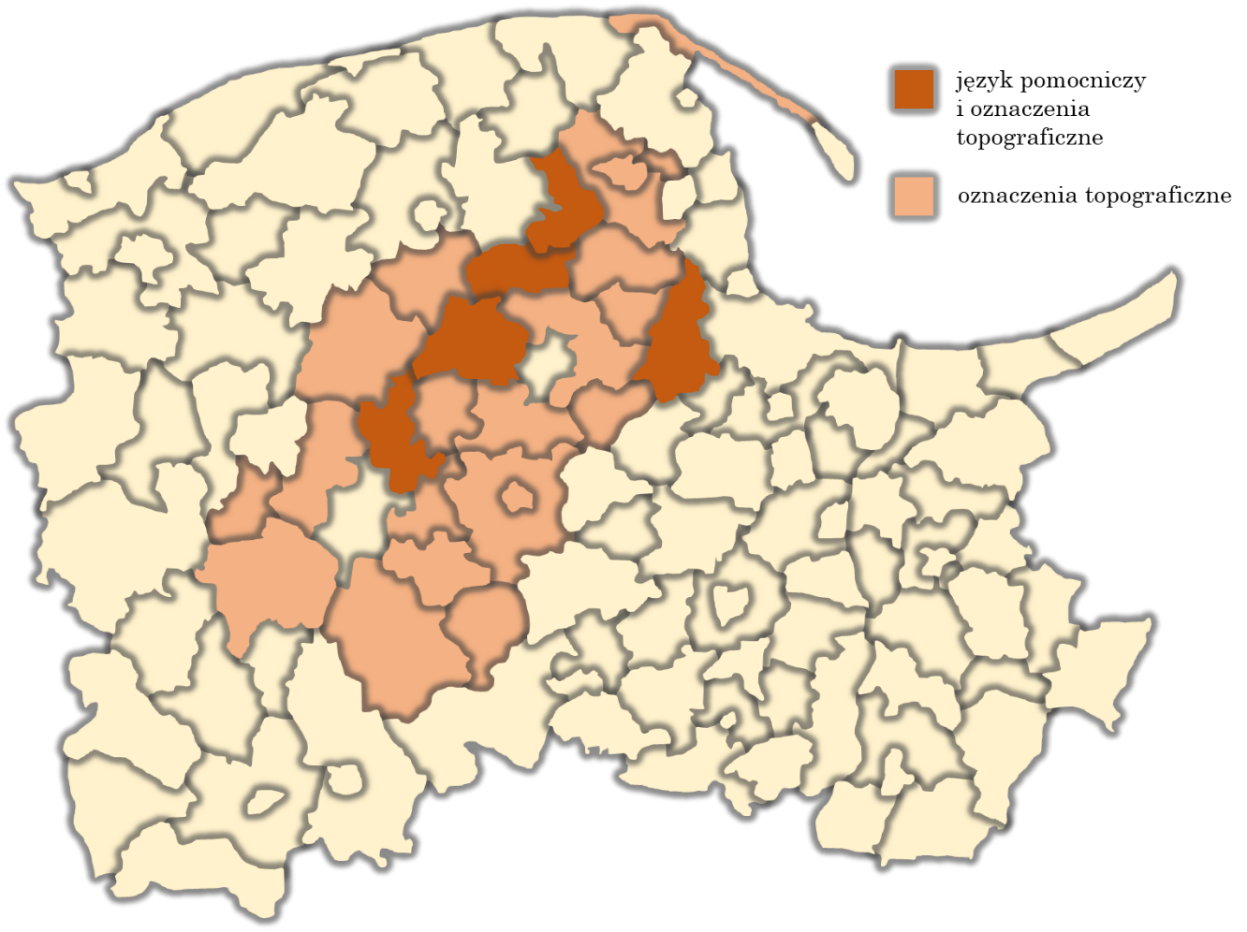 język pomocniczy
i oznaczenia
topograficzne
oznaczenia topograficzne